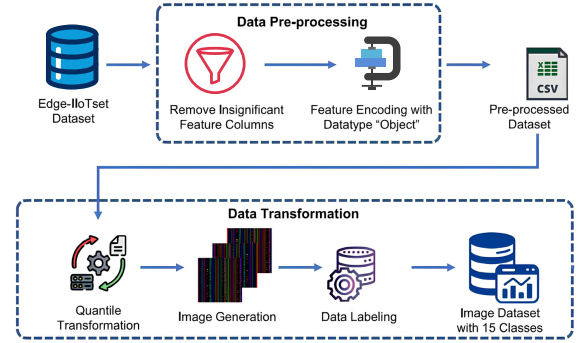 Data Pre-processing
Edge-IIoTset
Dataset
Remove Insignificant
Feature Columns
Feature Encoding with
Datatype “Object”
CSV
Pre-processed
Dataset
Data Transformation
Quantile
Transformation
Image Generation
Data Labeling
Image Dataset
with 15 Classes